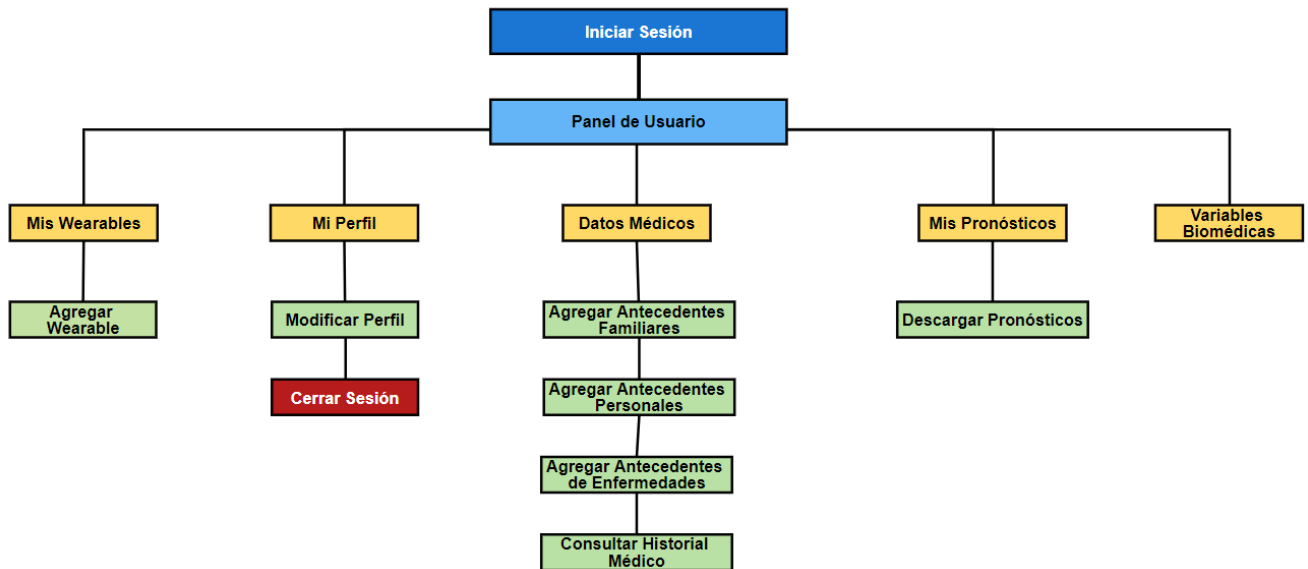 Iniciar Sesión
Panel de Usuario
Mis Wearables
Mi Perfil
Datos Médicos
Mis Pronósticos
Variables
Biomédicas
Agregar
Wearable
Modificar Perfil
Agregar Antecedentes
Familiares
Descargar Pronósticos
Cerrar Sesión
Agregar Antecedentes
Personales
Agregar Antecedentes
de Enfermedades
Consultar Historial
Médico